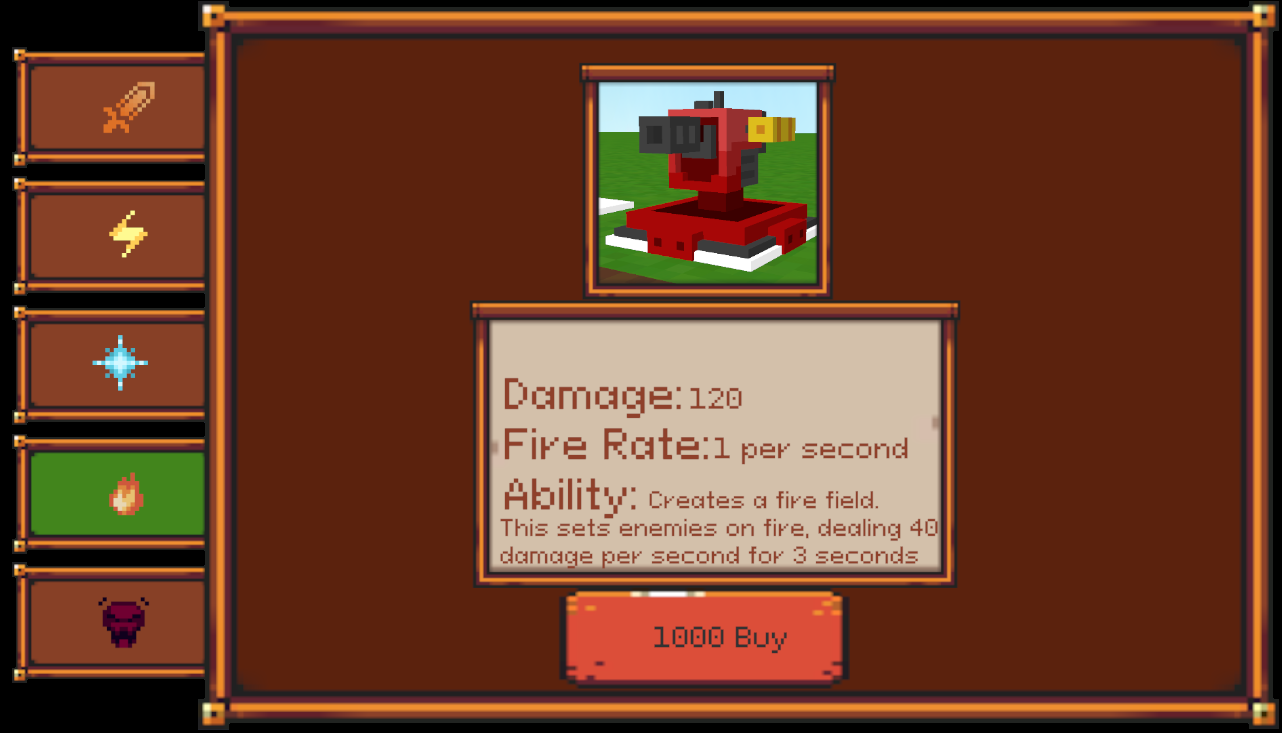 Damage: 120
Fire Rate: 1 per second
Ability: Creates a fire field.
This sets enemies on fire, dealing 40
damage per second for 3 seconds
1000 Buy